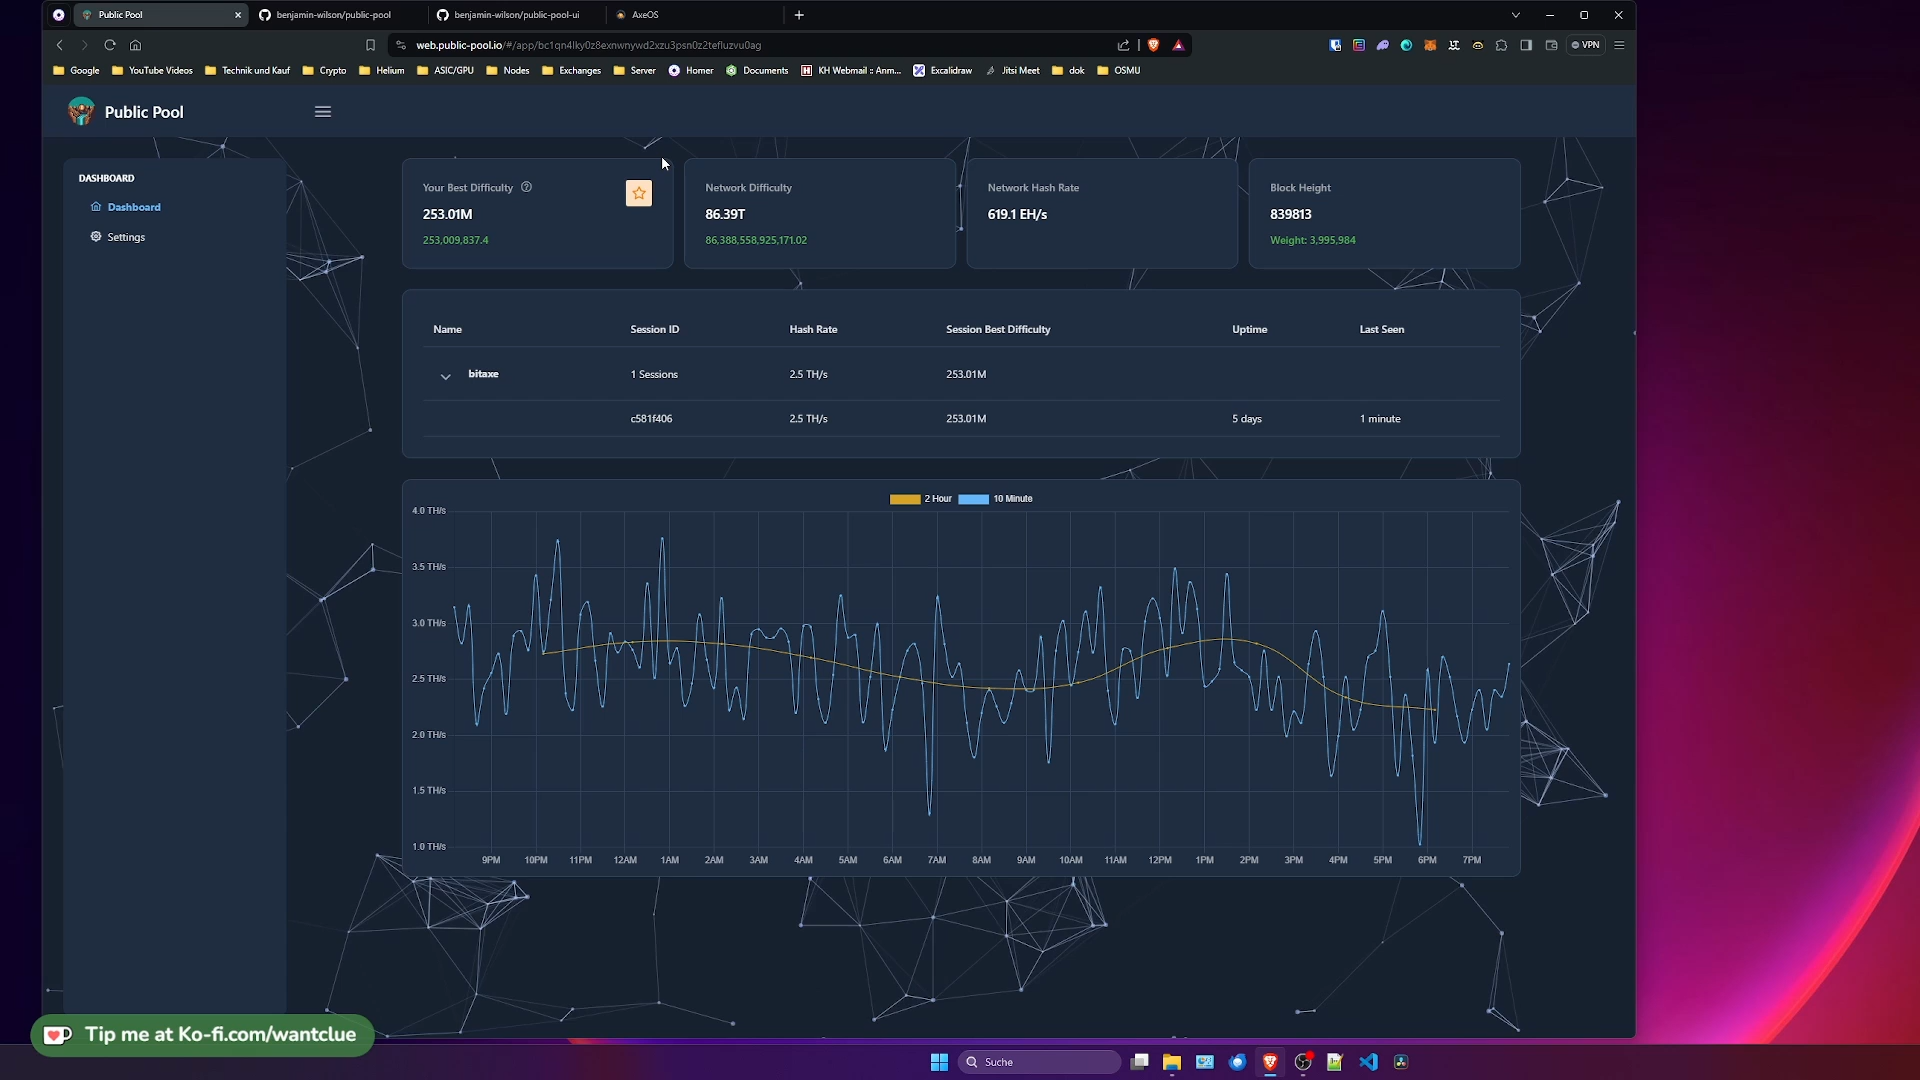 Public Pool
benjamin-wilson/public-pool
benjamin-wilson/public-pool-ui
AxeOS
web.public-pool.io/#/app/bc1qn4lky0z8exnwnywd2xzu3psn0z2tefluzvu0ag
VPN
Google
YouTube Videos
Technik und Kauf
Crypto
Helium
ASIC/GPU
Nodes
Exchanges
Server
Homer
Documents
KH Webmail :: Anm...
Excalidraw
Jitsi Meet
dok
OSMU
Public Pool
DASHBOARD
Dashboard
Settings
Your Best Difficulty
253.01M
253,009,837.4
Network Difficulty
86.39T
86,388,558,925,171.02
Network Hash Rate
619.1 EH/s
Block Height
839813
Weight: 3,995,984
Name Session ID Hash Rate Session Best Difficulty Uptime Last Seen
bitaxe 1 Sessions 2.5 TH/s 253.01M
c581f406 2.5 TH/s 253.01M 5 days 1 minute
2 Hour 10 Minute
4.0 TH/s
3.5 TH/s
3.0 TH/s
2.5 TH/s
2.0 TH/s
1.5 TH/s
1.0 TH/s
9PM 10PM 11PM 12AM 1AM 2AM 3AM 4AM 5AM 6AM 7AM 8AM 9AM 10AM 11AM 12PM 1PM 2PM 3PM 4PM 5PM 6PM 7PM
Tip me at Ko-fi.com/wantclue
Suche